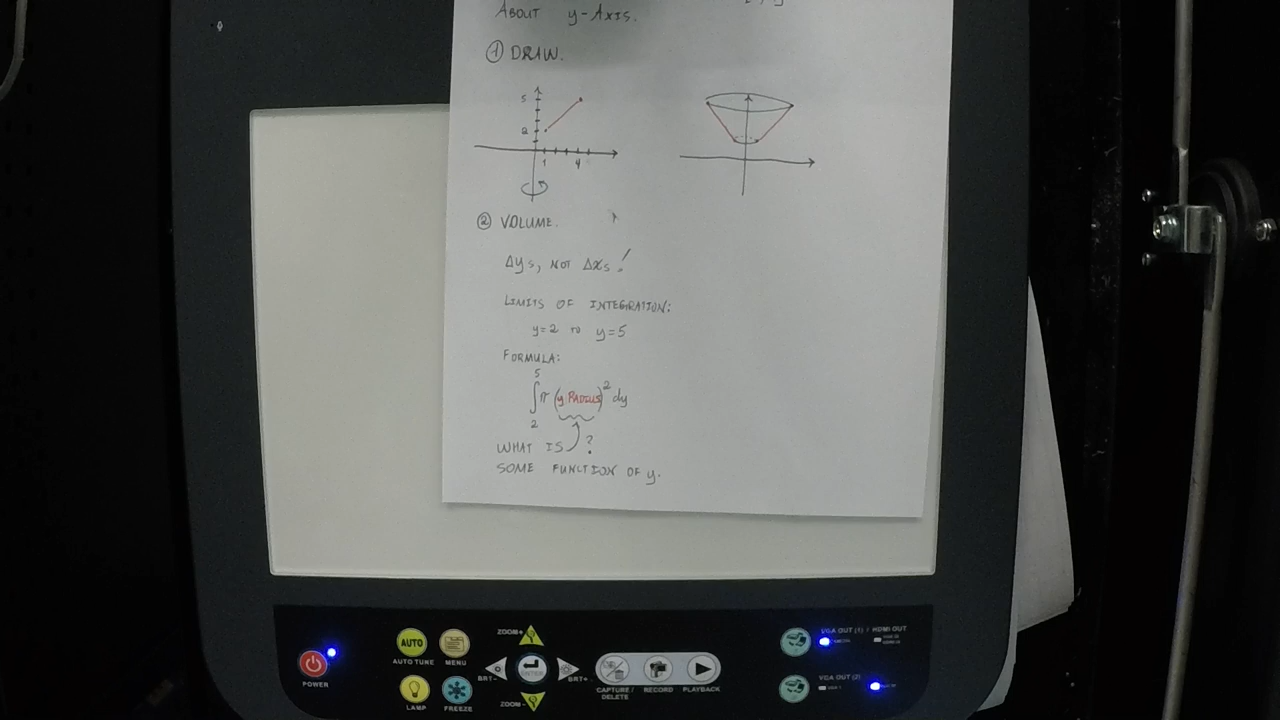 ABOUT y-AXIS.
① DRAW.
5
2
1 4
② VOLUME.
Δys, NOT Δxs!
LIMITS OF INTEGRATION:
y=2 TO y=5
FORMULA:
5
∫π(y RADIUS)² dy
2
WHAT IS ?
SOME FUNCTION OF y.
POWER
AUTO
AUTO TUNE
MENU
LAMP
FREEZE
ZOOM+
BRT-
ENTER
BRT+
ZOOM-
CAPTURE / DELETE
RECORD
PLAYBACK
VGA OUT (1) / HDMI OUT
VGA OUT (2)